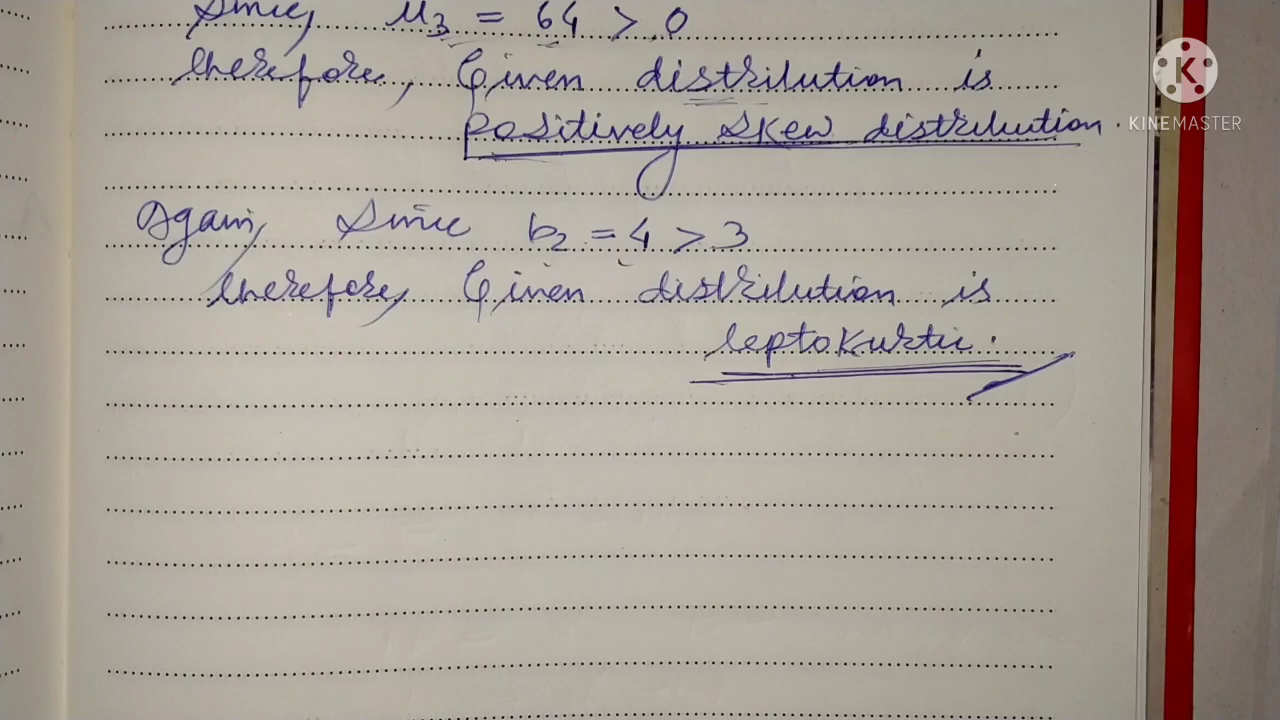 Since, μ3 = 64 > 0
therefore, Given distribution is
positively skew distribution.
K
KINEMASTER
Again, Since b2 = 4 > 3
therefore, Given distribution is
leptokurtic.